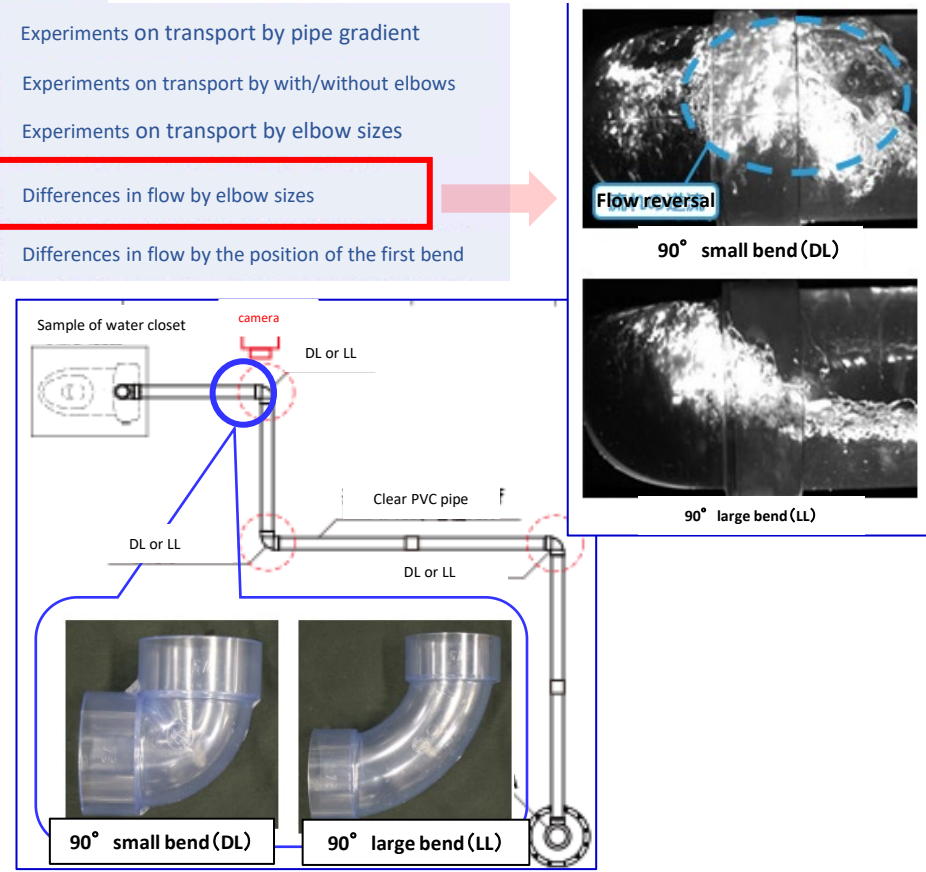 Experiments on transport by pipe gradient
Experiments on transport by with/without elbows
Experiments on transport by elbow sizes
Differences in flow by elbow sizes
Differences in flow by the position of the first bend
Flow reversal
90° small bend(DL)
90° large bend(LL)
Sample of water closet
camera
DL or LL
Clear PVC pipe
DL or LL
DL or LL
90° small bend(DL)
90° large bend(LL)